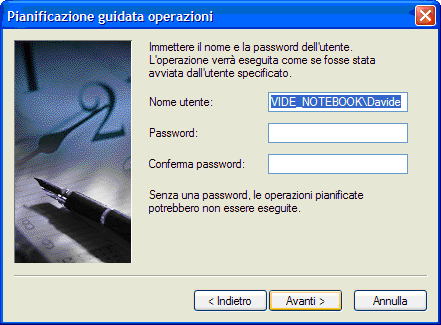 Pianificazione guidata operazioni
Immettere il nome e la password dell'utente.
L'operazione verrà eseguita come se fosse stata
avviata dall'utente specificato.
Nome utente: VIDE_NOTEBOOK\Davide
Password:
Conferma password:
Senza una password, le operazioni pianificate
potrebbero non essere eseguite.
< Indietro Avanti > Annulla